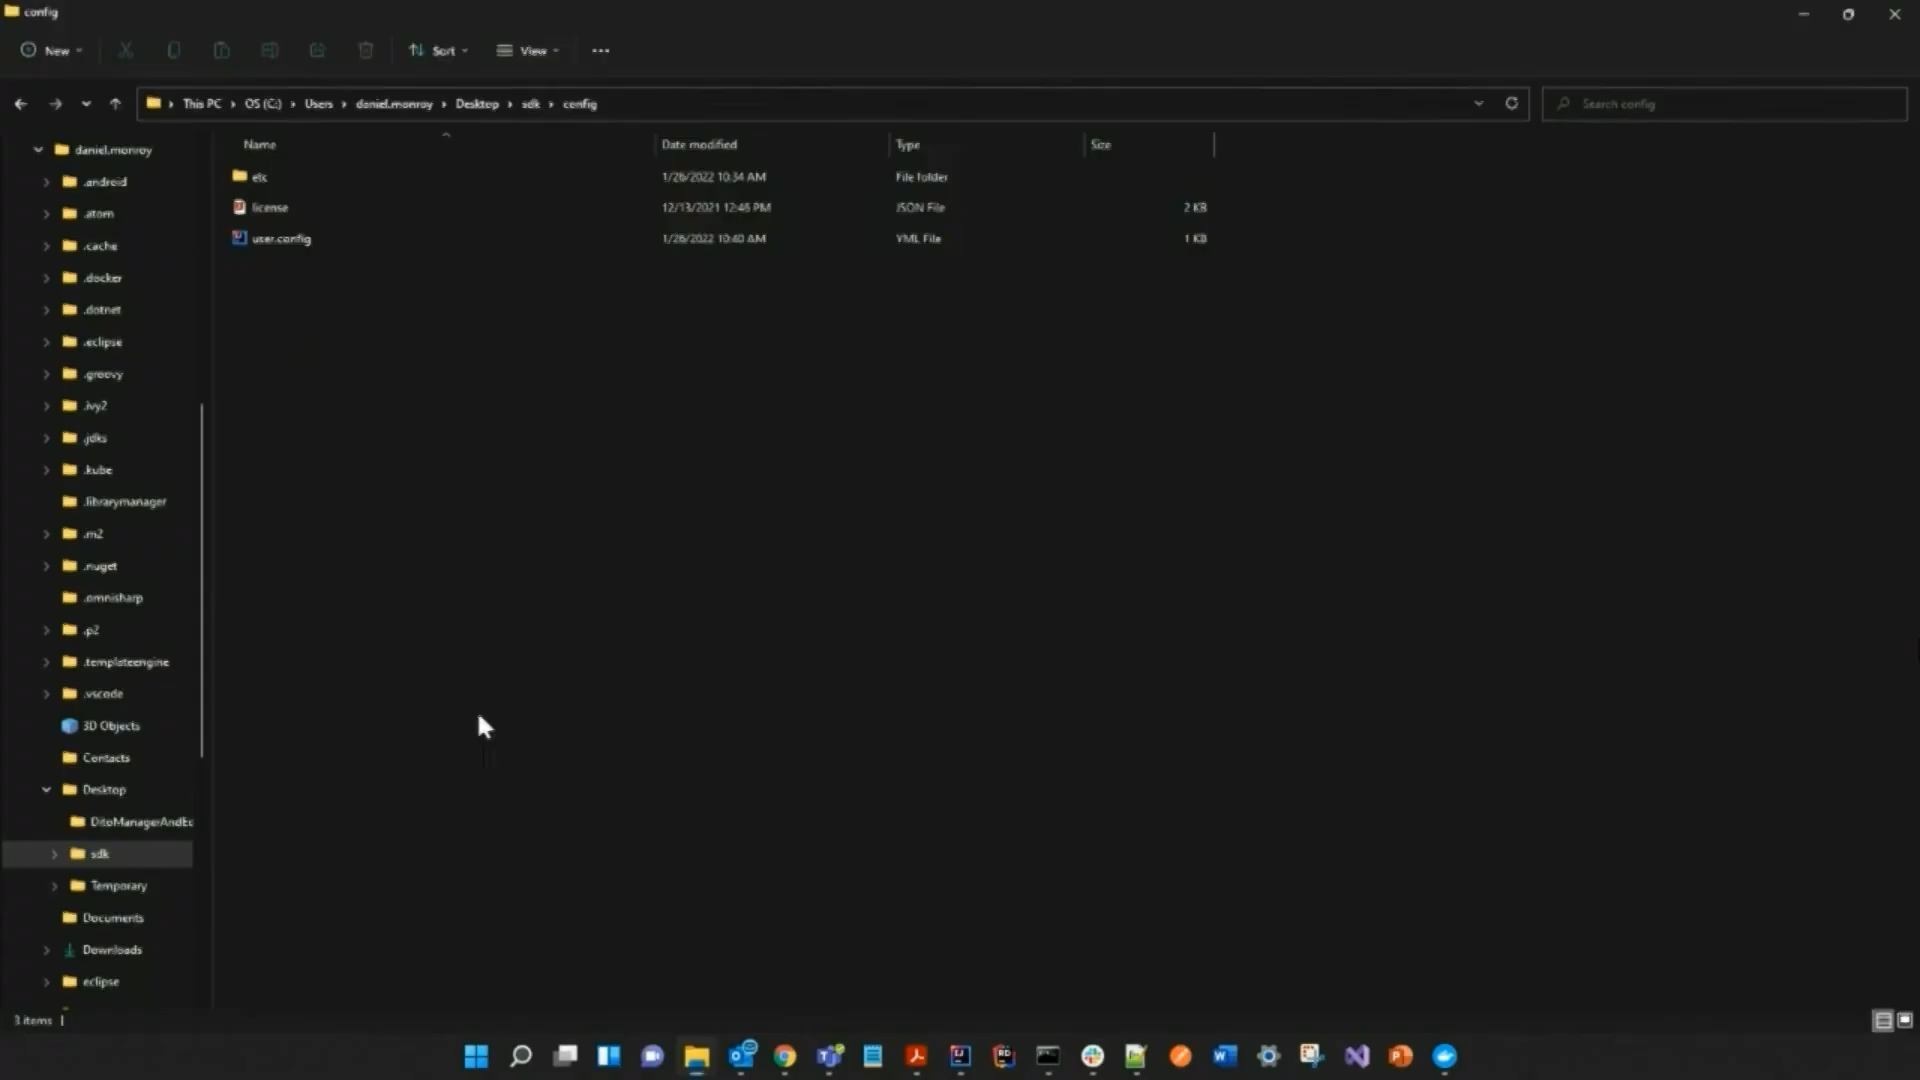 config
New
Sort
View
This PC
OS (C:)
Users
daniel.monroy
Desktop
sdk
config
Search config
Name
Date modified
Type
Size
etc
1/26/2022 10:34 AM
File folder
license
12/13/2021 12:46 PM
JSON File
2 KB
user.config
1/26/2022 10:40 AM
YML File
1 KB
daniel.monroy
.android
.atom
.cache
.docker
.dotnet
.eclipse
.groovy
.ivy2
.jdks
.kube
.librarymanager
.m2
.nuget
.omnisharp
.p2
.templateengine
.vscode
3D Objects
Contacts
Desktop
DitoManagerAndEc
sdk
Temporary
Documents
Downloads
eclipse
3 items